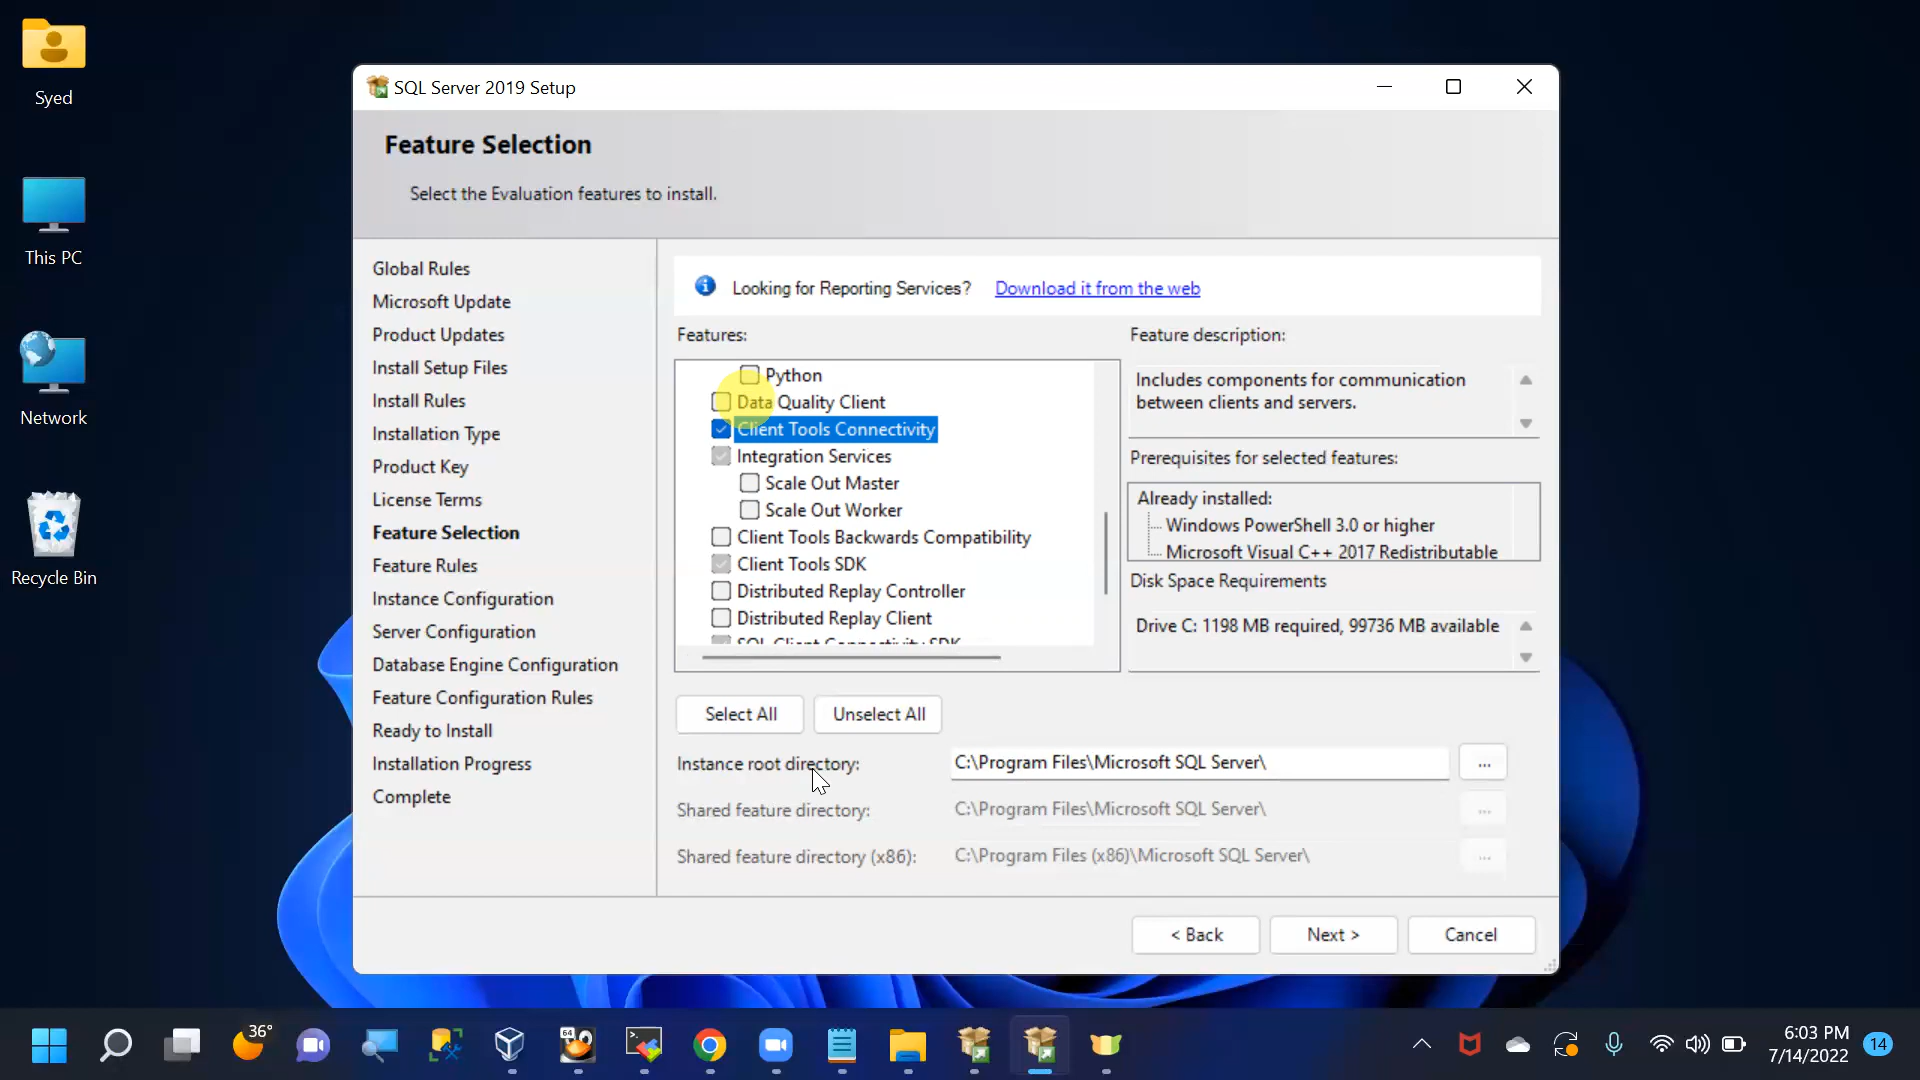 Syed
This PC
Network
Recycle Bin
SQL Server 2019 Setup
Feature Selection
Select the Evaluation features to install.
Global Rules
Microsoft Update
Product Updates
Install Setup Files
Install Rules
Installation Type
Product Key
License Terms
Feature Selection
Feature Rules
Instance Configuration
Server Configuration
Database Engine Configuration
Feature Configuration Rules
Ready to Install
Installation Progress
Complete
Looking for Reporting Services? Download it from the web
Features:
Python
Data Quality Client
Client Tools Connectivity
Integration Services
Scale Out Master
Scale Out Worker
Client Tools Backwards Compatibility
Client Tools SDK
Distributed Replay Controller
Distributed Replay Client
SQL Client Connectivity SDK
Feature description:
Includes components for communication
between clients and servers.
Prerequisites for selected features:
Already installed:
Windows PowerShell 3.0 or higher
Microsoft Visual C++ 2017 Redistributable
Disk Space Requirements
Drive C: 1198 MB required, 99736 MB available
Select All Unselect All
Instance root directory: C:\Program Files\Microsoft SQL Server\ ...
Shared feature directory: C:\Program Files\Microsoft SQL Server\ ...
Shared feature directory (x86): C:\Program Files (x86)\Microsoft SQL Server\ ...
< Back Next > Cancel
36°
64
6:03 PM
7/14/2022
14